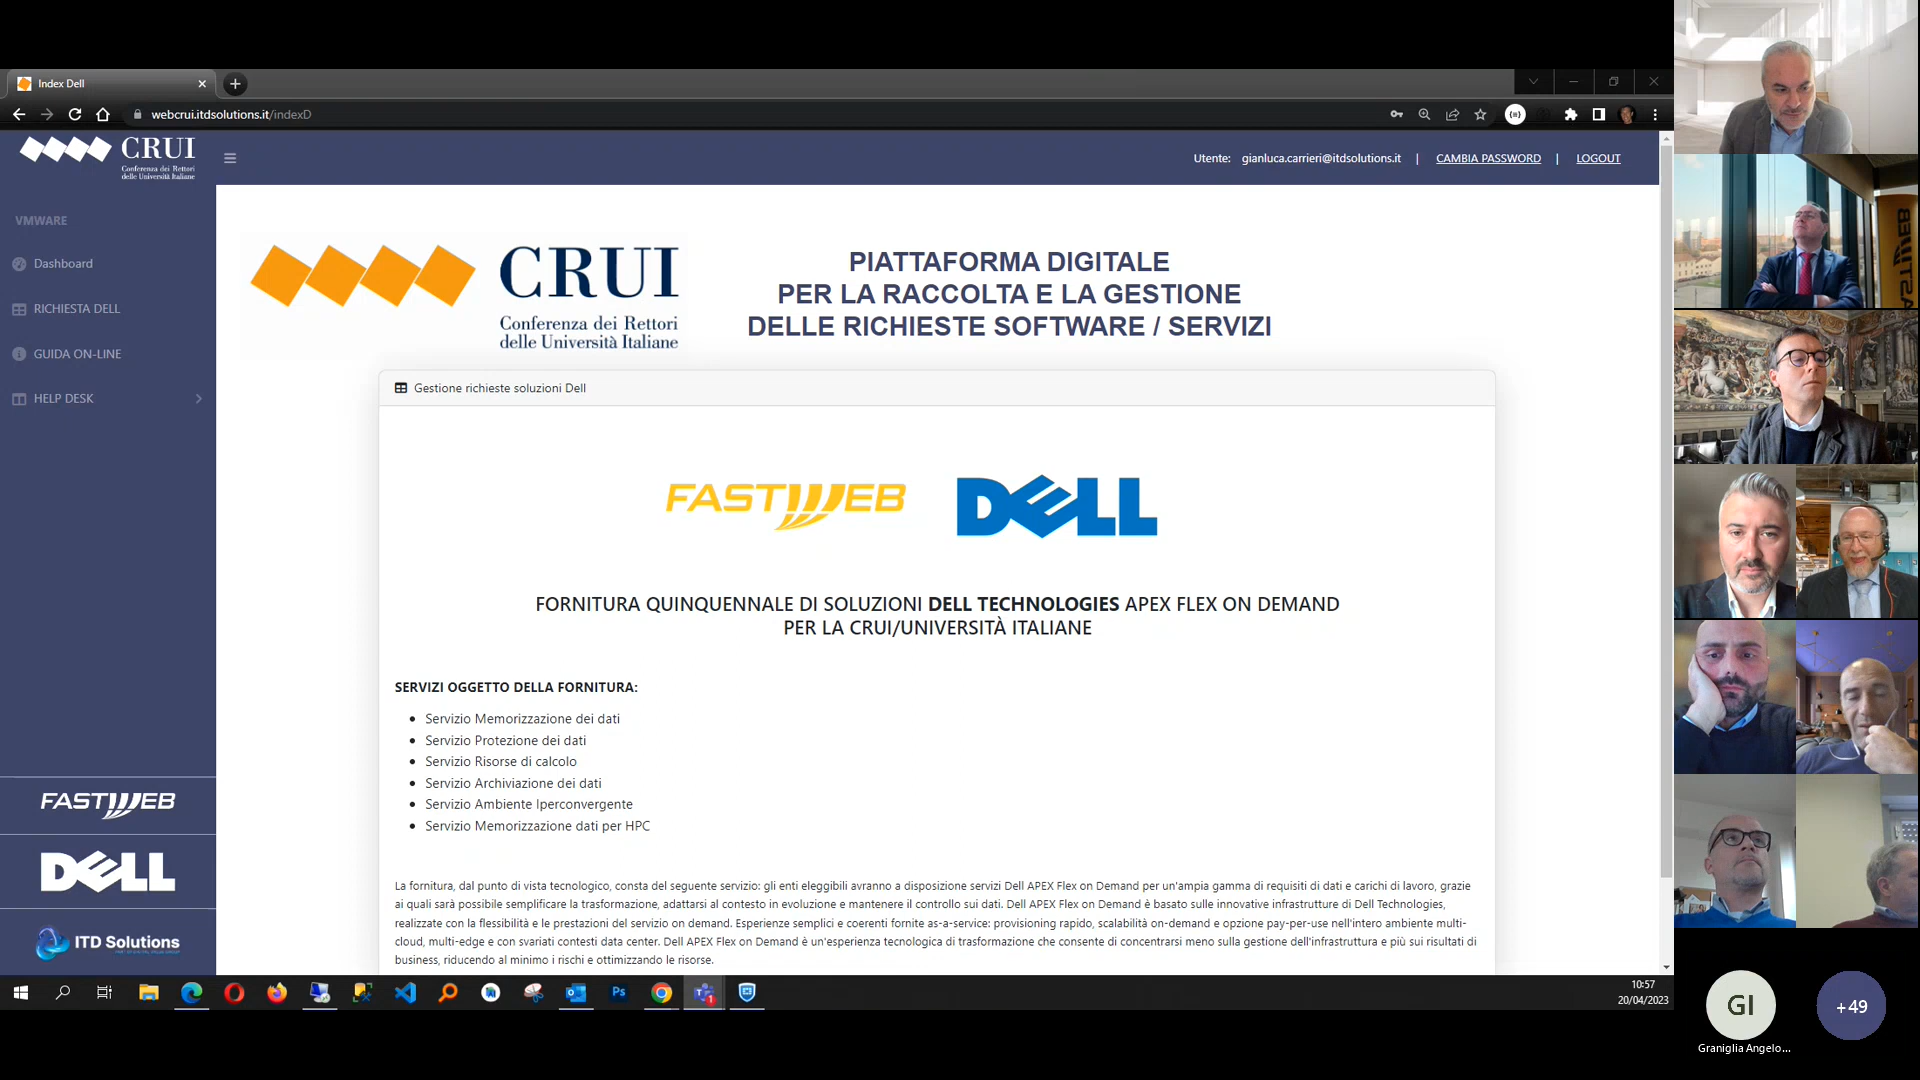 Index Dell
webcrui.itdsolutions.it/indexD
CRUI
Conferenza dei Rettori
delle Università Italiane
Utente: gianluca.carrieri@itdsolutions.it | CAMBIA PASSWORD | LOGOUT
VMWARE
Dashboard
RICHIESTA DELL
GUIDA ON-LINE
HELP DESK
FASTWEB
DELL
ITD Solutions
CRUI
Conferenza dei Rettori
delle Università Italiane
PIATTAFORMA DIGITALE
PER LA RACCOLTA E LA GESTIONE
DELLE RICHIESTE SOFTWARE / SERVIZI
Gestione richieste soluzioni Dell
FASTWEB
DELL
FORNITURA QUINQUENNALE DI SOLUZIONI DELL TECHNOLOGIES APEX FLEX ON DEMAND
PER LA CRUI/UNIVERSITÀ ITALIANE
SERVIZI OGGETTO DELLA FORNITURA:
• Servizio Memorizzazione dei dati
• Servizio Protezione dei dati
• Servizio Risorse di calcolo
• Servizio Archiviazione dei dati
• Servizio Ambiente Iperconvergente
• Servizio Memorizzazione dati per HPC
La fornitura, dal punto di vista tecnologico, consta del seguente servizio: gli enti eleggibili avranno a disposizione servizi Dell APEX Flex on Demand per un'ampia gamma di requisiti di dati e carichi di lavoro, grazie
ai quali sarà possibile semplificare la trasformazione, adattarsi al contesto in evoluzione e mantenere il controllo sui dati. Dell APEX Flex on Demand è basato sulle innovative infrastrutture di Dell Technologies,
realizzate con la flessibilità e le prestazioni del servizio on demand. Esperienze semplici e coerenti fornite as-a-service: provisioning rapido, scalabilità on-demand e opzione pay-per-use nell'intero ambiente multi-
cloud, multi-edge e con svariati contesti data center. Dell APEX Flex on Demand è un'esperienza tecnologica di trasformazione che consente di concentrarsi meno sulla gestione dell'infrastruttura e più sui risultati di
business, riducendo al minimo i rischi e ottimizzando le risorse.
Ps
10:57
20/04/2023
GI
Graniglia Angelo...
+49